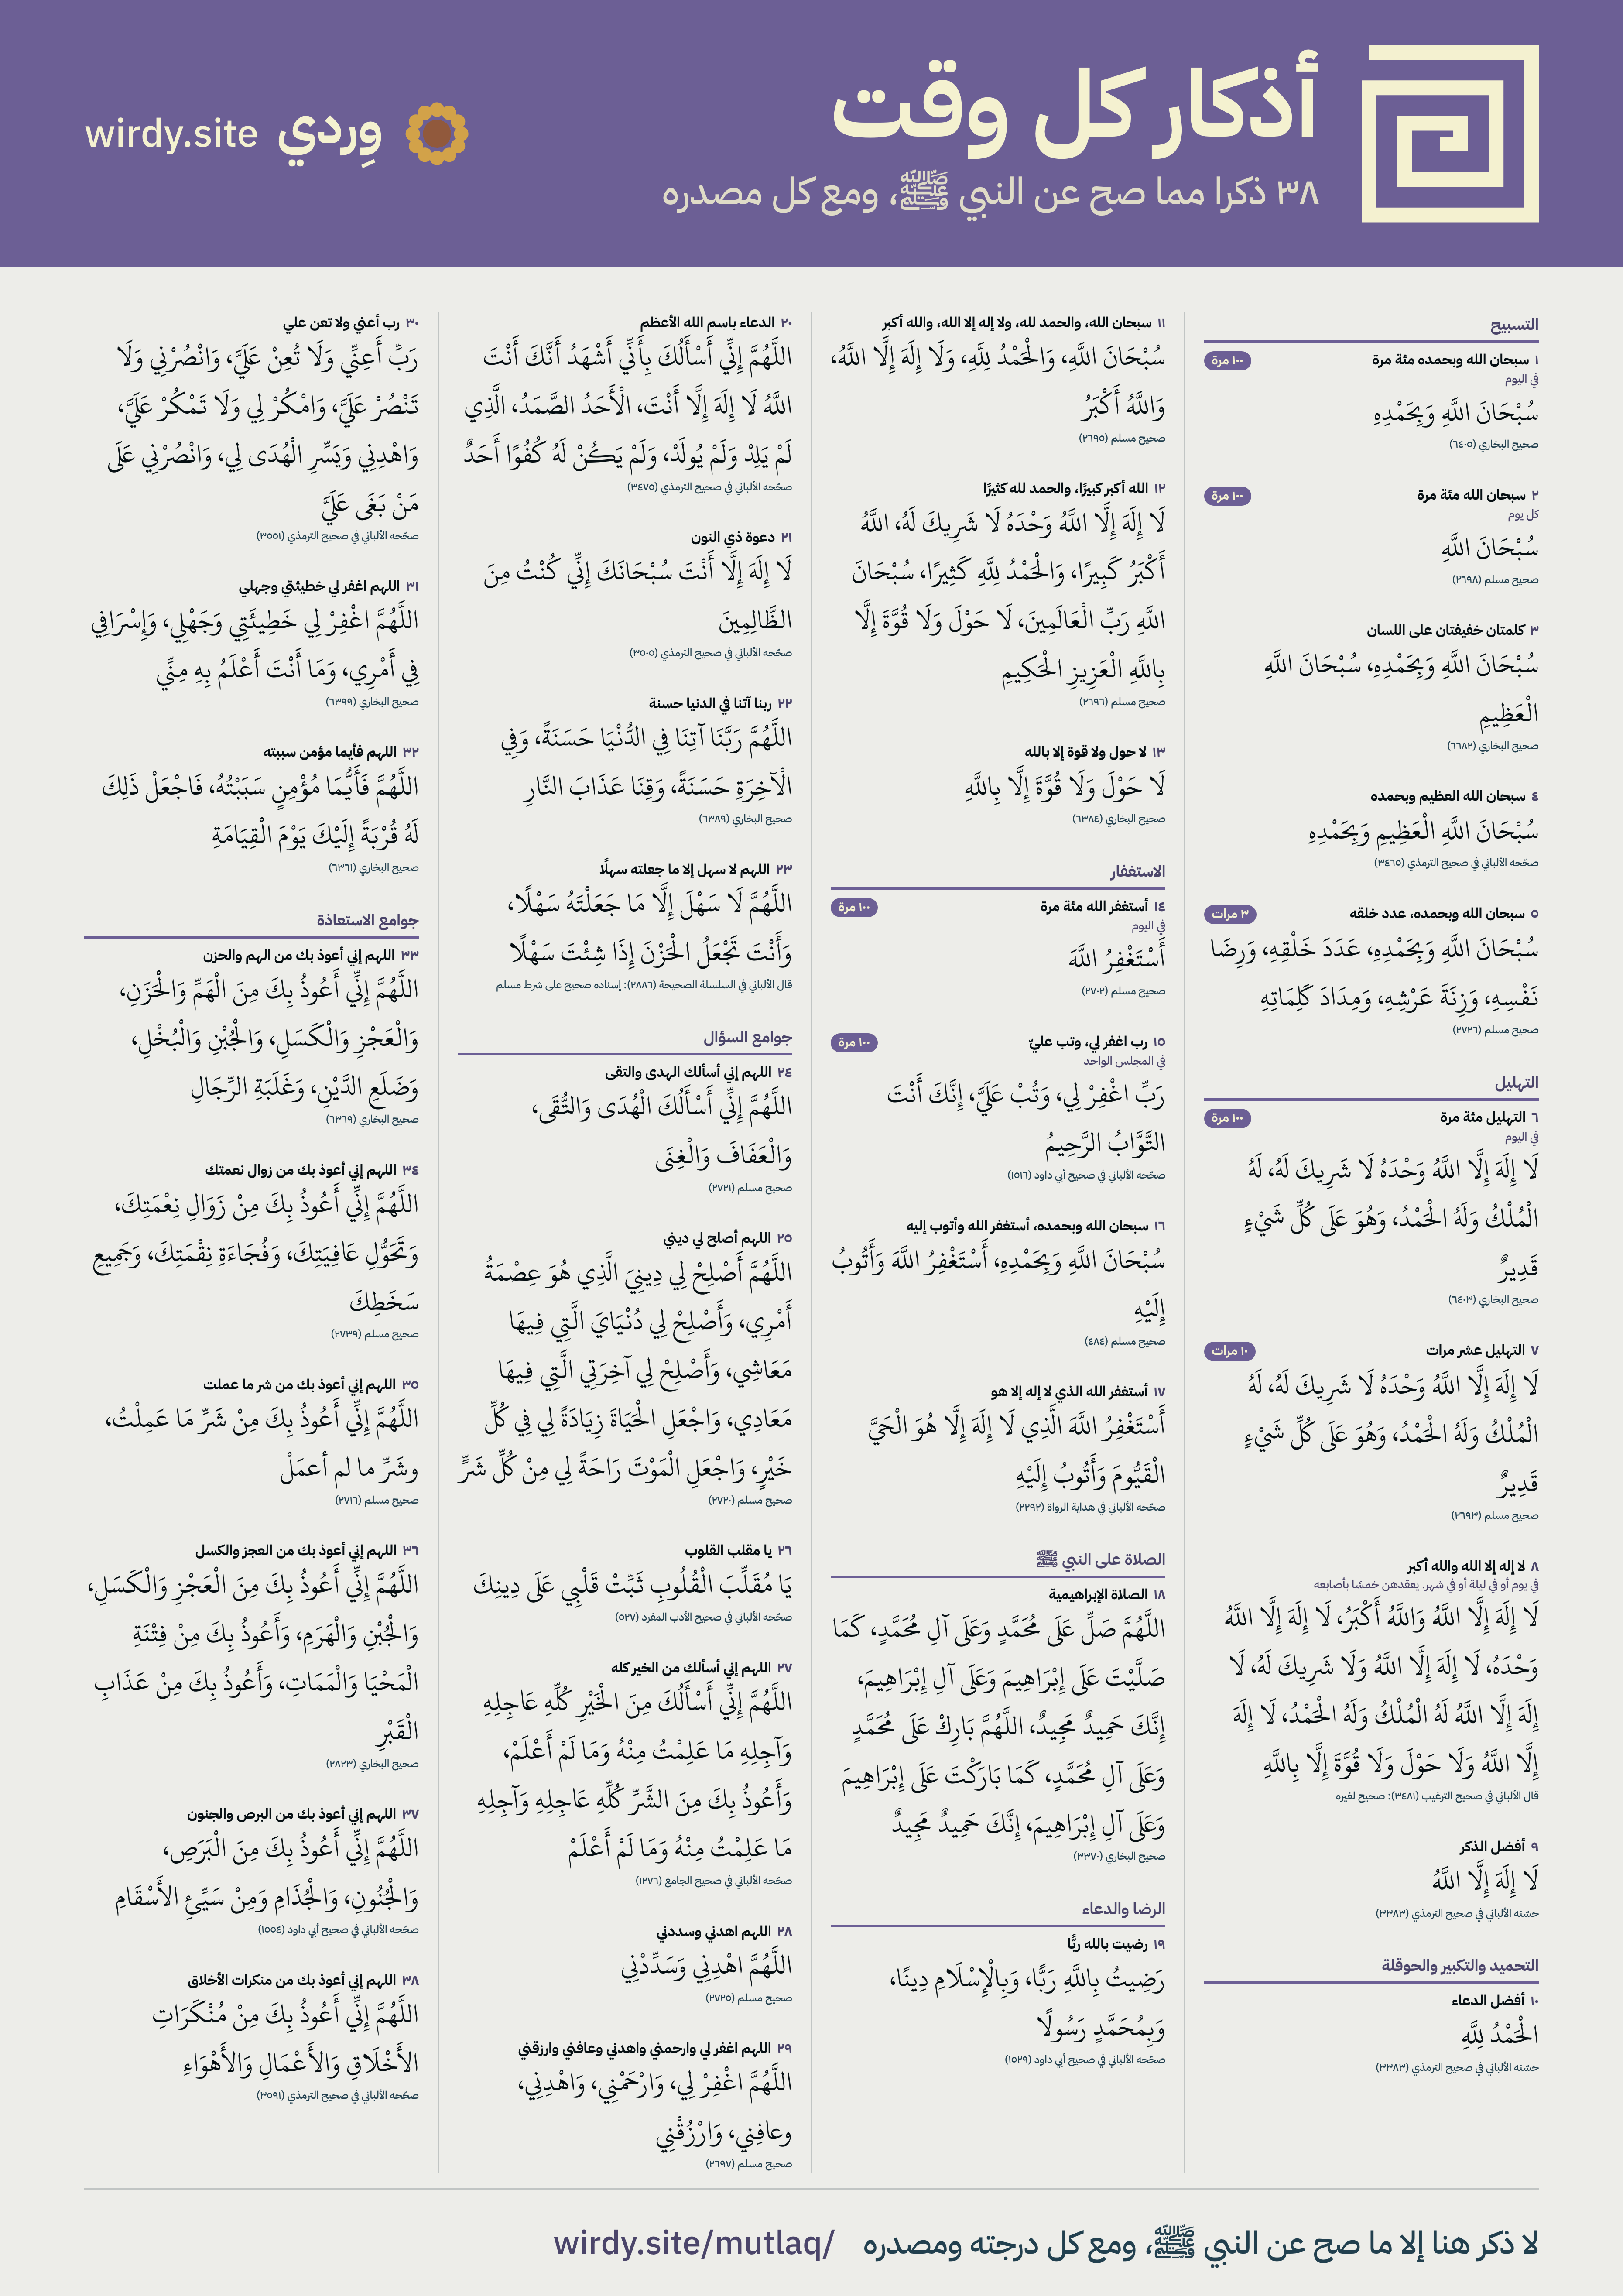 أذكار كل وقت
٣٨ ذكرا مما صح عن النبي ﷺ، ومع كل مصدره
وِردي wirdy.site
التسبيح
١ سبحان الله وبحمده مئة مرة
١٠٠ مرة
في اليوم
سُبْحَانَ اللَّهِ وَبِحَمْدِهِ
صحيح البخاري (٦٤٠٥)
٢ سبحان الله مئة مرة
١٠٠ مرة
كل يوم
سُبْحَانَ اللَّهِ
صحيح مسلم (٢٦٩٨)
٣ كلمتان خفيفتان على اللسان
سُبْحَانَ اللَّهِ وَبِحَمْدِهِ، سُبْحَانَ اللَّهِ
الْعَظِيمِ
صحيح البخاري (٦٦٨٢)
٤ سبحان الله العظيم وبحمده
سُبْحَانَ اللَّهِ الْعَظِيمِ وَبِحَمْدِهِ
صحّحه الألباني في صحيح الترمذي (٣٤٦٥)
٥ سبحان الله وبحمده، عدد خلقه
٣ مرات
سُبْحَانَ اللَّهِ وَبِحَمْدِهِ، عَدَدَ خَلْقِهِ، وَرِضَا
نَفْسِهِ، وَزِنَةَ عَرْشِهِ، وَمِدَادَ كَلِمَاتِهِ
صحيح مسلم (٢٧٢٦)
التهليل
٦ التهليل مئة مرة
١٠٠ مرة
في اليوم
لَا إِلَهَ إِلَّا اللَّهُ وَحْدَهُ لَا شَرِيكَ لَهُ، لَهُ
الْمُلْكُ وَلَهُ الْحَمْدُ، وَهُوَ عَلَى كُلِّ شَيْءٍ
قَدِيرٌ
صحيح البخاري (٦٤٠٣)
٧ التهليل عشر مرات
١٠ مرات
لَا إِلَهَ إِلَّا اللَّهُ وَحْدَهُ لَا شَرِيكَ لَهُ، لَهُ
الْمُلْكُ وَلَهُ الْحَمْدُ، وَهُوَ عَلَى كُلِّ شَيْءٍ
قَدِيرٌ
صحيح مسلم (٢٦٩٣)
٨ لا إله إلا الله والله أكبر
في يوم أو في ليلة أو في شهر. يعقدهن خمسًا بأصابعه
لَا إِلَهَ إِلَّا اللَّهُ وَاللَّهُ أَكْبَرُ، لَا إِلَهَ إِلَّا اللَّهُ
وَحْدَهُ، لَا إِلَهَ إِلَّا اللَّهُ وَلَا شَرِيكَ لَهُ، لَا
إِلَهَ إِلَّا اللَّهُ لَهُ الْمُلْكُ وَلَهُ الْحَمْدُ، لَا إِلَهَ
إِلَّا اللَّهُ وَلَا حَوْلَ وَلَا قُوَّةَ إِلَّا بِاللَّهِ
قال الألباني في صحيح الترغيب (٣٤٨١): صحيح لغيره
٩ أفضل الذكر
لَا إِلَهَ إِلَّا اللَّهُ
حسّنه الألباني في صحيح الترمذي (٣٣٨٣)
التحميد والتكبير والحوقلة
١٠ أفضل الدعاء
الْحَمْدُ لِلَّهِ
حسّنه الألباني في صحيح الترمذي (٣٣٨٣)
١١ سبحان الله، والحمد لله، ولا إله إلا الله، والله أكبر
سُبْحَانَ اللَّهِ، وَالْحَمْدُ لِلَّهِ، وَلَا إِلَهَ إِلَّا اللَّهُ،
وَاللَّهُ أَكْبَرُ
صحيح مسلم (٢٦٩٥)
١٢ الله أكبر كبيرًا، والحمد لله كثيرًا
لَا إِلَهَ إِلَّا اللَّهُ وَحْدَهُ لَا شَرِيكَ لَهُ، اللَّهُ
أَكْبَرُ كَبِيرًا، وَالْحَمْدُ لِلَّهِ كَثِيرًا، سُبْحَانَ
اللَّهِ رَبِّ الْعَالَمِينَ، لَا حَوْلَ وَلَا قُوَّةَ إِلَّا
بِاللَّهِ الْعَزِيزِ الْحَكِيمِ
صحيح مسلم (٢٦٩٦)
١٣ لا حول ولا قوة إلا بالله
لَا حَوْلَ وَلَا قُوَّةَ إِلَّا بِاللَّهِ
صحيح البخاري (٦٣٨٤)
الاستغفار
١٤ أستغفر الله مئة مرة
١٠٠ مرة
في اليوم
أَسْتَغْفِرُ اللَّهَ
صحيح مسلم (٢٧٠٢)
١٥ رب اغفر لي، وتب عليّ
١٠٠ مرة
في المجلس الواحد
رَبِّ اغْفِرْ لِي، وَتُبْ عَلَيَّ، إِنَّكَ أَنْتَ
التَّوَّابُ الرَّحِيمُ
صحّحه الألباني في صحيح أبي داود (١٥١٦)
١٦ سبحان الله وبحمده، أستغفر الله وأتوب إليه
سُبْحَانَ اللَّهِ وَبِحَمْدِهِ، أَسْتَغْفِرُ اللَّهَ وَأَتُوبُ
إِلَيْهِ
صحيح مسلم (٤٨٤)
١٧ أستغفر الله الذي لا إله إلا هو
أَسْتَغْفِرُ اللَّهَ الَّذِي لَا إِلَهَ إِلَّا هُوَ الْحَيَّ
الْقَيُّومَ وَأَتُوبُ إِلَيْهِ
صحّحه الألباني في هداية الرواة (٢٢٩٢)
الصلاة على النبي ﷺ
١٨ الصلاة الإبراهيمية
اللَّهُمَّ صَلِّ عَلَى مُحَمَّدٍ وَعَلَى آلِ مُحَمَّدٍ، كَمَا
صَلَّيْتَ عَلَى إِبْرَاهِيمَ وَعَلَى آلِ إِبْرَاهِيمَ،
إِنَّكَ حَمِيدٌ مَجِيدٌ، اللَّهُمَّ بَارِكْ عَلَى مُحَمَّدٍ
وَعَلَى آلِ مُحَمَّدٍ، كَمَا بَارَكْتَ عَلَى إِبْرَاهِيمَ
وَعَلَى آلِ إِبْرَاهِيمَ، إِنَّكَ حَمِيدٌ مَجِيدٌ
صحيح البخاري (٣٣٧٠)
الرضا والدعاء
١٩ رضيت بالله ربًّا
رَضِيتُ بِاللَّهِ رَبًّا، وَبِالْإِسْلَامِ دِينًا،
وَبِمُحَمَّدٍ رَسُولًا
صحّحه الألباني في صحيح أبي داود (١٥٢٩)
٢٠ الدعاء باسم الله الأعظم
اللَّهُمَّ إِنِّي أَسْأَلُكَ بِأَنِّي أَشْهَدُ أَنَّكَ أَنْتَ
اللَّهُ لَا إِلَهَ إِلَّا أَنْتَ، الْأَحَدُ الصَّمَدُ، الَّذِي
لَمْ يَلِدْ وَلَمْ يُولَدْ، وَلَمْ يَكُنْ لَهُ كُفُوًا أَحَدٌ
صحّحه الألباني في صحيح الترمذي (٣٤٧٥)
٢١ دعوة ذي النون
لَا إِلَهَ إِلَّا أَنْتَ سُبْحَانَكَ إِنِّي كُنْتُ مِنَ
الظَّالِمِينَ
صحّحه الألباني في صحيح الترمذي (٣٥٠٥)
٢٢ ربنا آتنا في الدنيا حسنة
اللَّهُمَّ رَبَّنَا آتِنَا فِي الدُّنْيَا حَسَنَةً، وَفِي
الْآخِرَةِ حَسَنَةً، وَقِنَا عَذَابَ النَّارِ
صحيح البخاري (٦٣٨٩)
٢٣ اللهم لا سهل إلا ما جعلته سهلًا
اللَّهُمَّ لَا سَهْلَ إِلَّا مَا جَعَلْتَهُ سَهْلًا،
وَأَنْتَ تَجْعَلُ الْحَزْنَ إِذَا شِئْتَ سَهْلًا
قال الألباني في السلسلة الصحيحة (٢٨٨٦): إسناده صحيح على شرط مسلم
جوامع السؤال
٢٤ اللهم إني أسألك الهدى والتقى
اللَّهُمَّ إِنِّي أَسْأَلُكَ الْهُدَى وَالتُّقَى،
وَالْعَفَافَ وَالْغِنَى
صحيح مسلم (٢٧٢١)
٢٥ اللهم أصلح لي ديني
اللَّهُمَّ أَصْلِحْ لِي دِينِيَ الَّذِي هُوَ عِصْمَةُ
أَمْرِي، وَأَصْلِحْ لِي دُنْيَايَ الَّتِي فِيهَا
مَعَاشِي، وَأَصْلِحْ لِي آخِرَتِي الَّتِي فِيهَا
مَعَادِي، وَاجْعَلِ الْحَيَاةَ زِيَادَةً لِي فِي كُلِّ
خَيْرٍ، وَاجْعَلِ الْمَوْتَ رَاحَةً لِي مِنْ كُلِّ شَرٍّ
صحيح مسلم (٢٧٢٠)
٢٦ يا مقلب القلوب
يَا مُقَلِّبَ الْقُلُوبِ ثَبِّتْ قَلْبِي عَلَى دِينِكَ
صحّحه الألباني في صحيح الأدب المفرد (٥٢٧)
٢٧ اللهم إني أسألك من الخير كله
اللَّهُمَّ إِنِّي أَسْأَلُكَ مِنَ الْخَيْرِ كُلِّهِ عَاجِلِهِ
وَآجِلِهِ مَا عَلِمْتُ مِنْهُ وَمَا لَمْ أَعْلَمْ،
وَأَعُوذُ بِكَ مِنَ الشَّرِّ كُلِّهِ عَاجِلِهِ وَآجِلِهِ
مَا عَلِمْتُ مِنْهُ وَمَا لَمْ أَعْلَمْ
صحّحه الألباني في صحيح الجامع (١٢٧٦)
٢٨ اللهم اهدني وسددني
اللَّهُمَّ اهْدِنِي وَسَدِّدْنِي
صحيح مسلم (٢٧٢٥)
٢٩ اللهم اغفر لي وارحمني واهدني وعافني وارزقني
اللَّهُمَّ اغْفِرْ لِي، وَارْحَمْنِي، وَاهْدِنِي،
وعافِنِي، وَارْزُقْنِي
صحيح مسلم (٢٦٩٧)
٣٠ رب أعني ولا تعن علي
رَبِّ أَعِنِّي وَلَا تُعِنْ عَلَيَّ، وَانْصُرْنِي وَلَا
تَنْصُرْ عَلَيَّ، وَامْكُرْ لِي وَلَا تَمْكُرْ عَلَيَّ،
وَاهْدِنِي وَيَسِّرِ الْهُدَى لِي، وَانْصُرْنِي عَلَى
مَنْ بَغَى عَلَيَّ
صحّحه الألباني في صحيح الترمذي (٣٥٥١)
٣١ اللهم اغفر لي خطيئتي وجهلي
اللَّهُمَّ اغْفِرْ لِي خَطِيئَتِي وَجَهْلِي، وَإِسْرَافِي
فِي أَمْرِي، وَمَا أَنْتَ أَعْلَمُ بِهِ مِنِّي
صحيح البخاري (٦٣٩٩)
٣٢ اللهم فأيما مؤمن سببته
اللَّهُمَّ فَأَيُّمَا مُؤْمِنٍ سَبَبْتُهُ، فَاجْعَلْ ذَلِكَ
لَهُ قُرْبَةً إِلَيْكَ يَوْمَ الْقِيَامَةِ
صحيح البخاري (٦٣٦١)
جوامع الاستعاذة
٣٣ اللهم إني أعوذ بك من الهم والحزن
اللَّهُمَّ إِنِّي أَعُوذُ بِكَ مِنَ الْهَمِّ وَالْحَزَنِ،
وَالْعَجْزِ وَالْكَسَلِ، وَالْجُبْنِ وَالْبُخْلِ،
وَضَلَعِ الدَّيْنِ، وَغَلَبَةِ الرِّجَالِ
صحيح البخاري (٦٣٦٩)
٣٤ اللهم إني أعوذ بك من زوال نعمتك
اللَّهُمَّ إِنِّي أَعُوذُ بِكَ مِنْ زَوَالِ نِعْمَتِكَ،
وَتَحَوُّلِ عَافِيَتِكَ، وَفُجَاءَةِ نِقْمَتِكَ، وَجَمِيعِ
سَخَطِكَ
صحيح مسلم (٢٧٣٩)
٣٥ اللهم إني أعوذ بك من شر ما عملت
اللَّهُمَّ إِنِّي أَعُوذُ بِكَ مِنْ شَرِّ مَا عَمِلْتُ،
وشَرِّ ما لم أعمَلْ
صحيح مسلم (٢٧١٦)
٣٦ اللهم إني أعوذ بك من العجز والكسل
اللَّهُمَّ إِنِّي أَعُوذُ بِكَ مِنَ الْعَجْزِ وَالْكَسَلِ،
وَالْجُبْنِ وَالْهَرَمِ، وَأَعُوذُ بِكَ مِنْ فِتْنَةِ
الْمَحْيَا وَالْمَمَاتِ، وَأَعُوذُ بِكَ مِنْ عَذَابِ
الْقَبْرِ
صحيح البخاري (٢٨٢٣)
٣٧ اللهم إني أعوذ بك من البرص والجنون
اللَّهُمَّ إِنِّي أَعُوذُ بِكَ مِنَ الْبَرَصِ،
وَالْجُنُونِ، وَالْجُذَامِ وَمِنْ سَيِّئِ الأَسْقَامِ
صحّحه الألباني في صحيح أبي داود (١٥٥٤)
٣٨ اللهم إني أعوذ بك من منكرات الأخلاق
اللَّهُمَّ إِنِّي أَعُوذُ بِكَ مِنْ مُنْكَرَاتِ
الأَخْلَاقِ وَالأَعْمَالِ وَالأَهْوَاءِ
صحّحه الألباني في صحيح الترمذي (٣٥٩١)
لا ذكر هنا إلا ما صح عن النبي ﷺ، ومع كل درجته ومصدره wirdy.site/mutlaq/